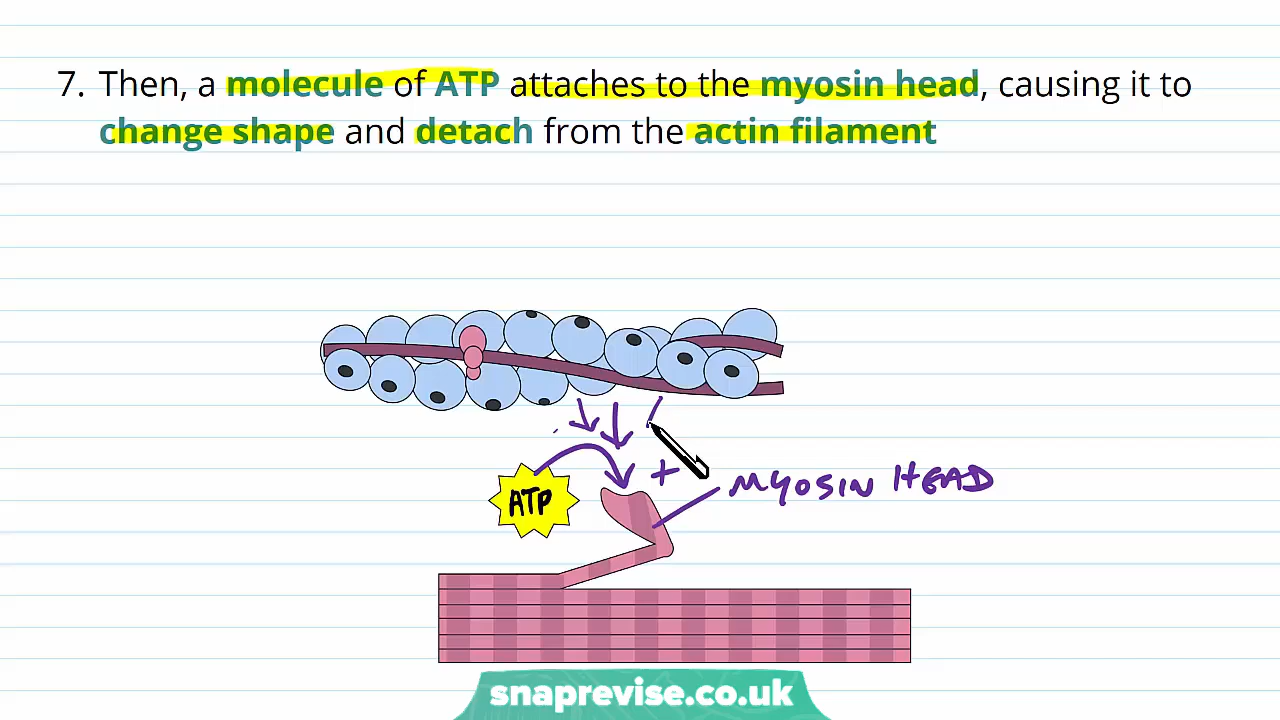 7. Then, a molecule of ATP attaches to the myosin head, causing it to
change shape and detach from the actin filament
ATP
+
MYOSIN HEAD
snaprevise.co.uk